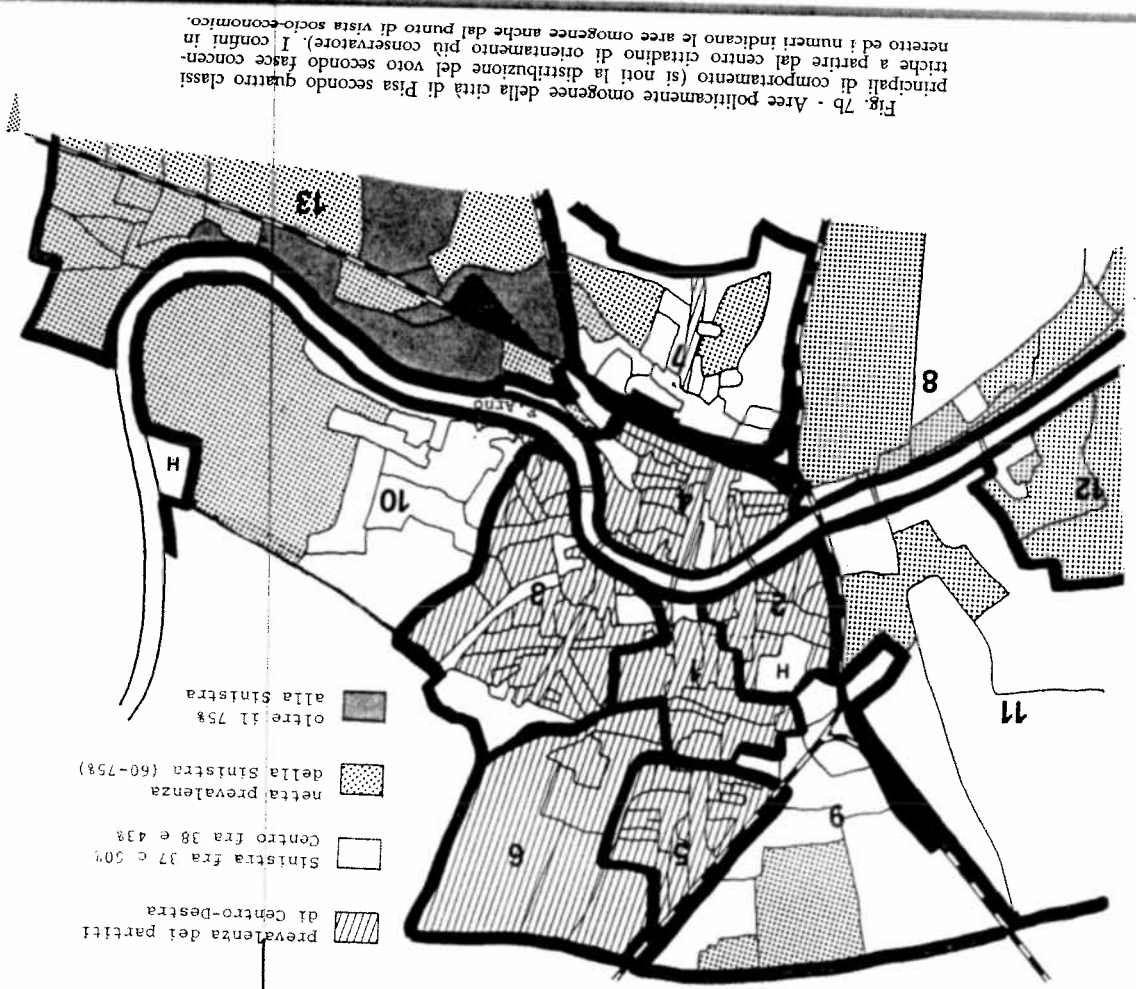 prevalenza dei partiti
di Centro-Destra
Sinistra fra 37 e 50%
Centro fra 38 e 43%
netta prevalenza
della Sinistra (60-75%)
oltre il 75%
alla Sinistra
6
5
9
11
1
H
2
3
10
H
12
4
F. Arno
8
7
13
Fig. 7b - Aree politicamente omogenee della città di Pisa secondo quattro classi
principali di comportamento (si noti la distribuzione del voto secondo fasce concen-
triche a partire dal centro cittadino di orientamento più conservatore). I confini in
neretto ed i numeri indicano le aree omogenee anche dal punto di vista socio-economico.